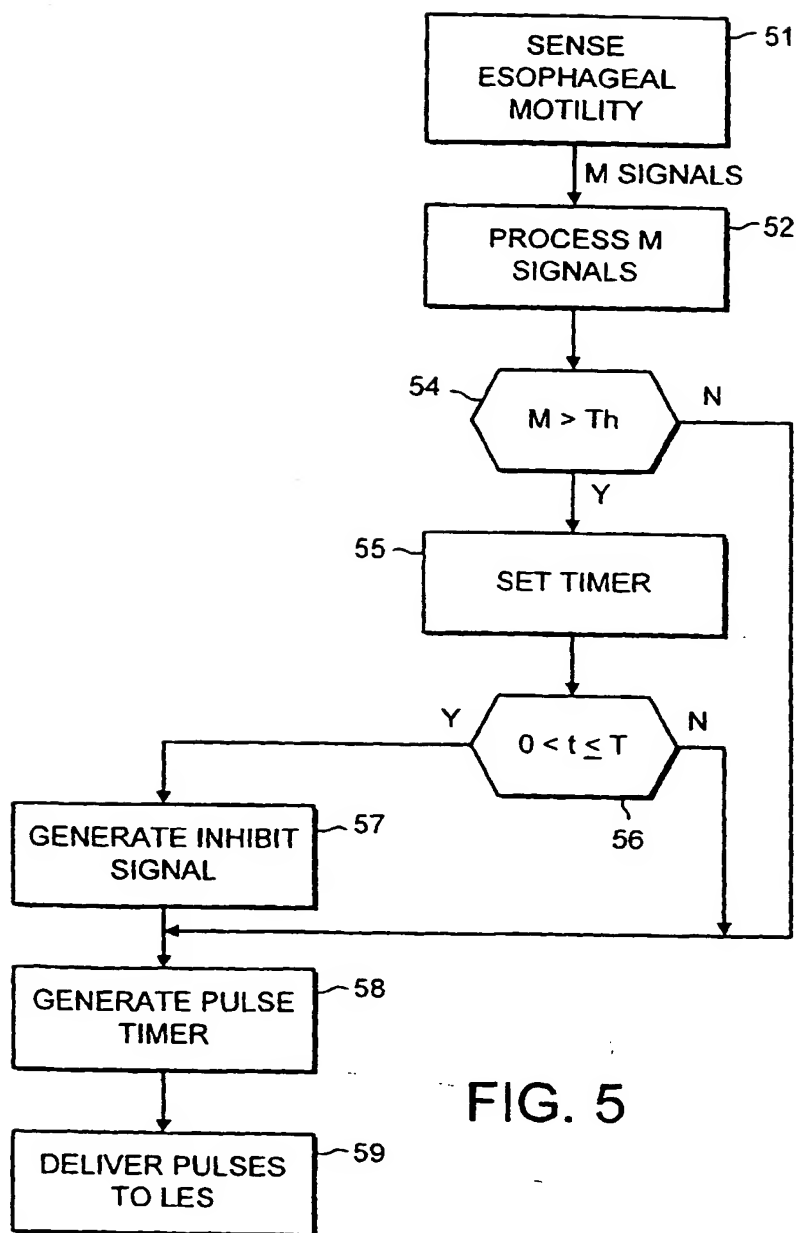 SENSE
ESOPHAGEAL
MOTILITY
51
M SIGNALS
PROCESS M
SIGNALS
52
54
M > Th
N
Y
55
SET TIMER
Y
0 < t ≤ T
N
56
GENERATE INHIBIT
SIGNAL
57
GENERATE PULSE
TIMER
58
FIG. 5
DELIVER PULSES
TO LES
59